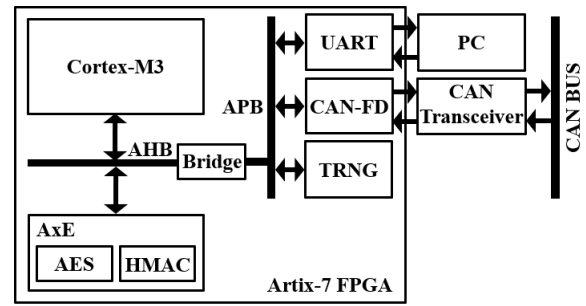 Cortex-M3
UART
PC
APB
CAN-FD
CAN
Transceiver
CAN BUS
AHB
Bridge
TRNG
AxE
AES
HMAC
Artix-7 FPGA